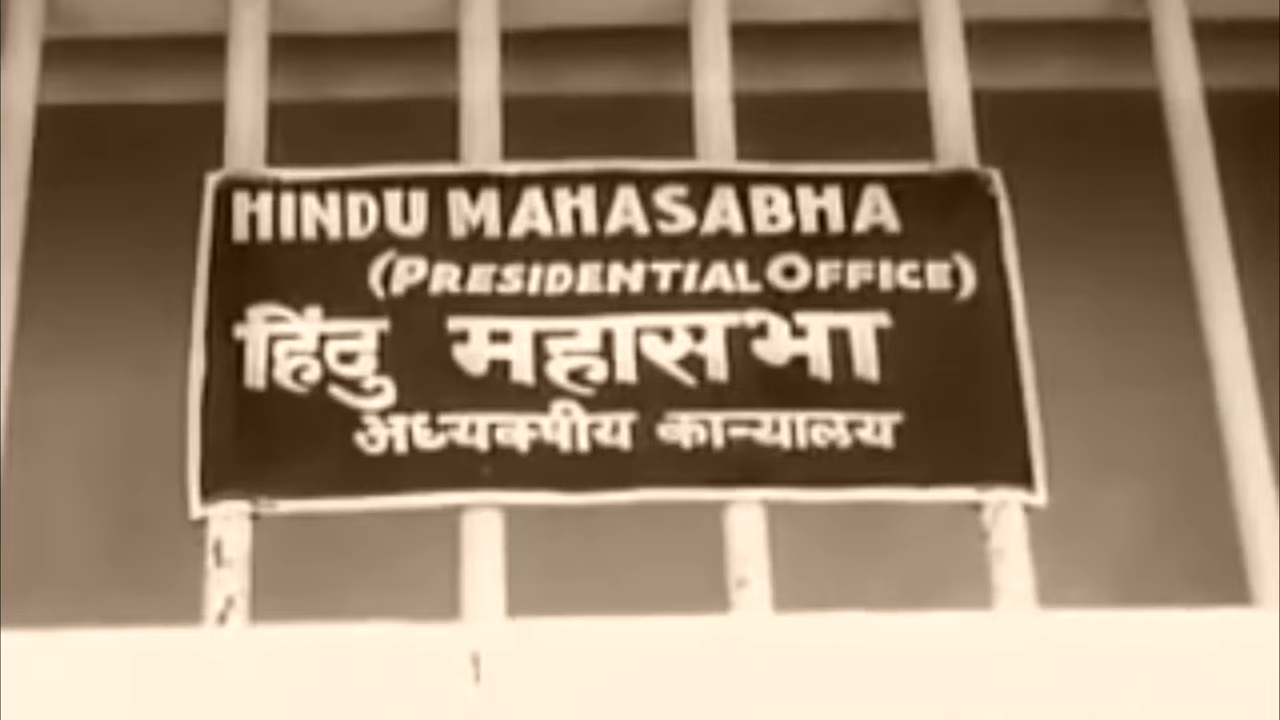 HINDU MAHASABHA
(PRESIDENTIAL OFFICE)
हिंदु महासभा
अध्यक्षीय कान्यालय